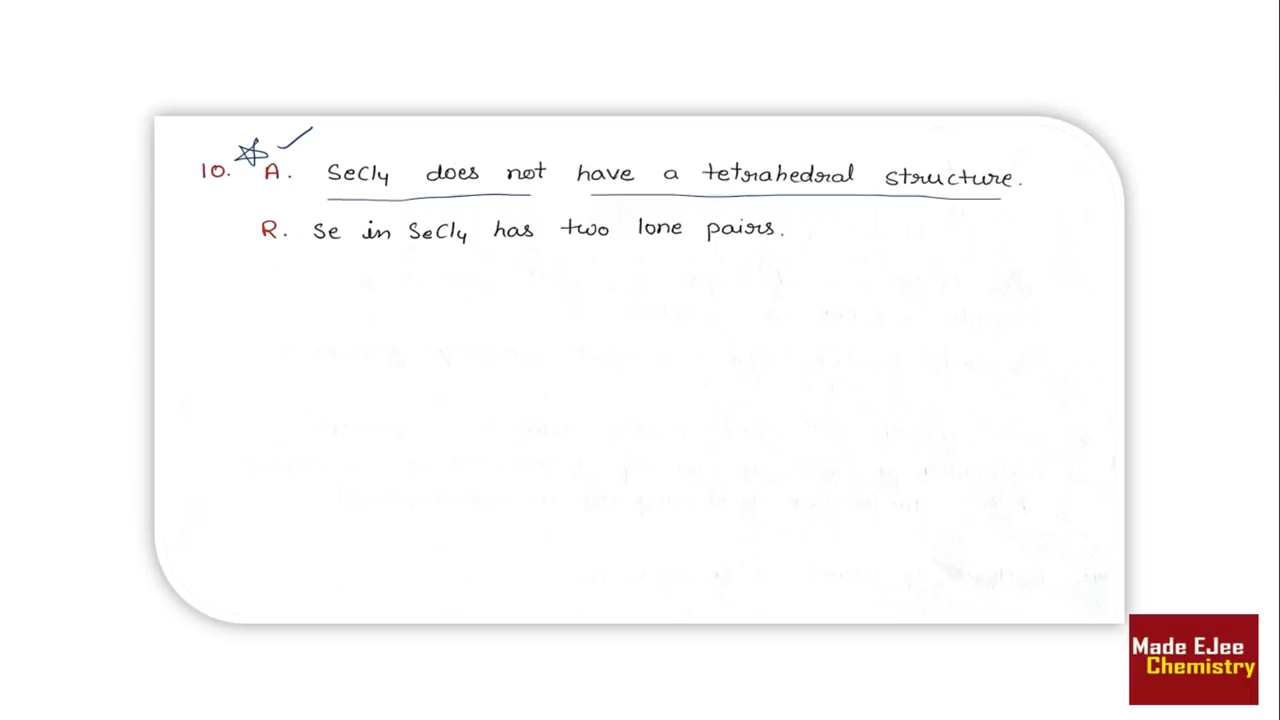 10. A. SeCl4 does not have a tetrahedral structure.
R. Se in SeCl4 has two lone pairs.
Made EJee
Chemistry